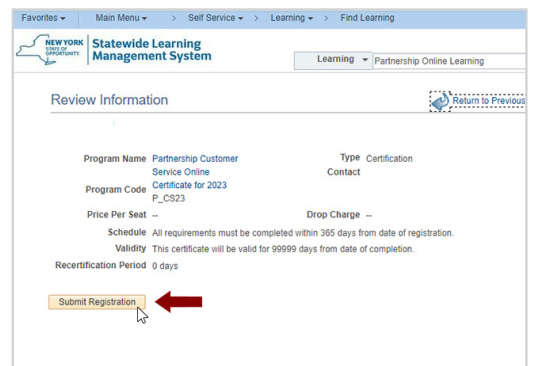 Favorites Main Menu > Self Service > Learning > Find Learning
NEW YORK
STATE OF
OPPORTUNITY.
Statewide Learning
Management System
Learning Partnership Online Learning
Review Information
Return to Previous
Program Name Partnership Customer
Service Online
Certificate for 2023
Type Certification
Contact
Program Code P_CS23
Price Per Seat --
Drop Charge --
Schedule All requirements must be completed within 365 days from date of registration.
Validity This certificate will be valid for 99999 days from date of completion.
Recertification Period 0 days
Submit Registration